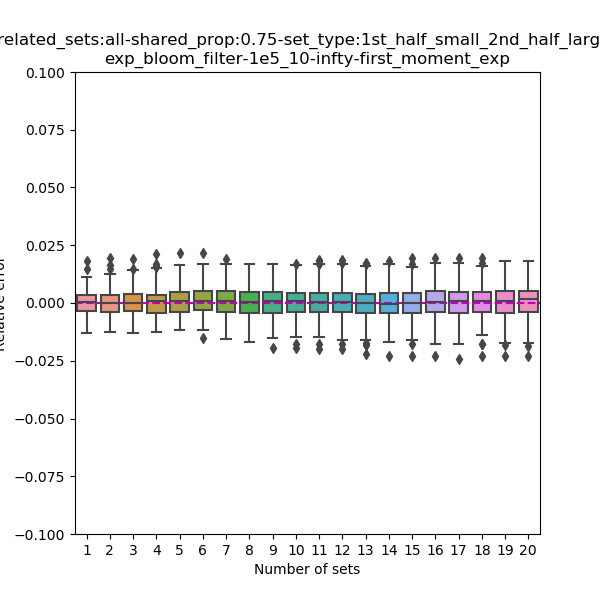 related_sets:all-shared_prop:0.75-set_type:1st_half_small_2nd_half_larg
exp_bloom_filter-1e5_10-infty-first_moment_exp
0.100
0.075
0.050
0.025
0.000
−0.025
−0.050
−0.075
−0.100
Relative error
1 2 3 4 5 6 7 8 9 10 11 12 13 14 15 16 17 18 19 20
Number of sets